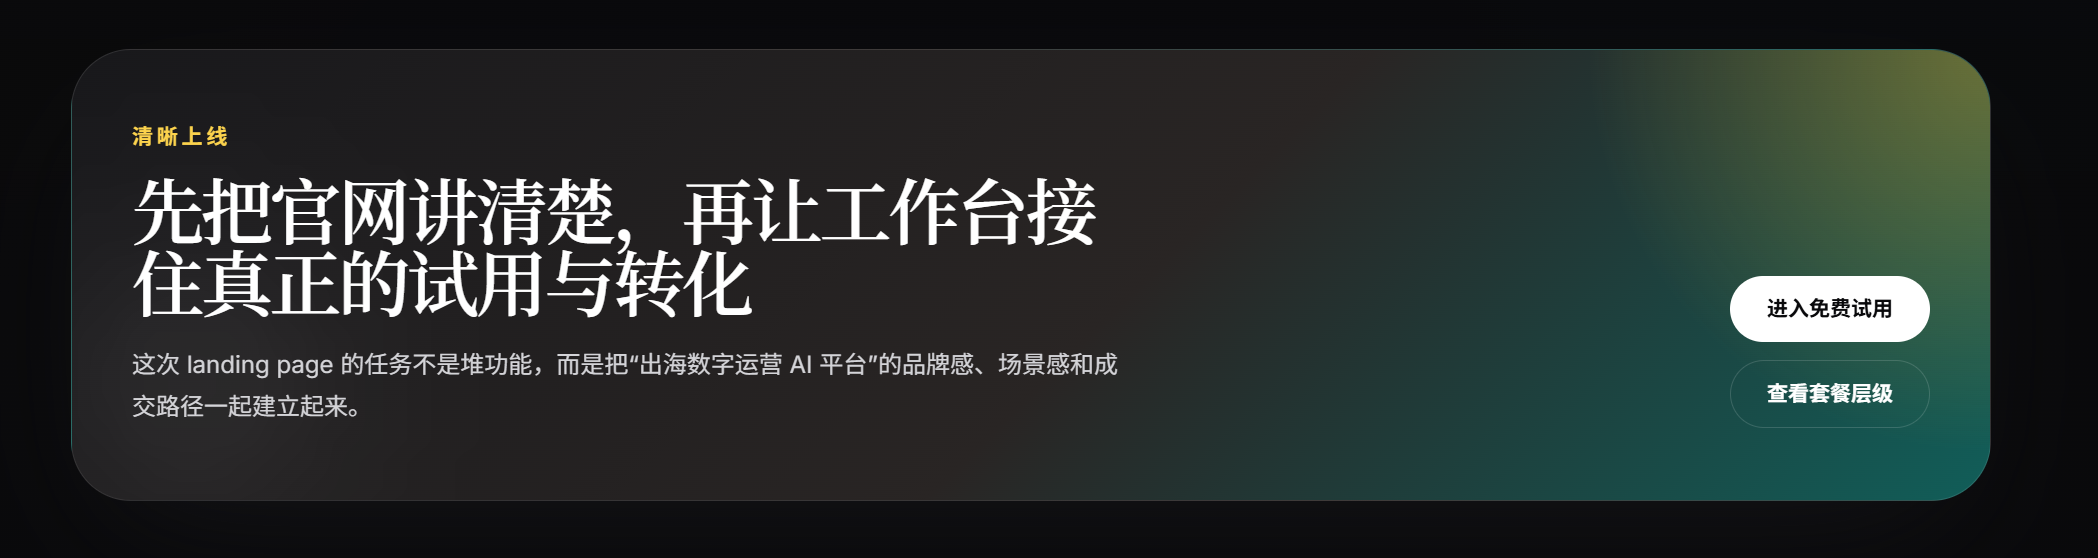 清晰上线
先把官网讲清楚，再让工作台接
住真正的试用与转化
这次 landing page 的任务不是堆功能，而是把“出海数字运营 AI 平台”的品牌感、场景感和成
交路径一起建立起来。
进入免费试用
查看套餐层级